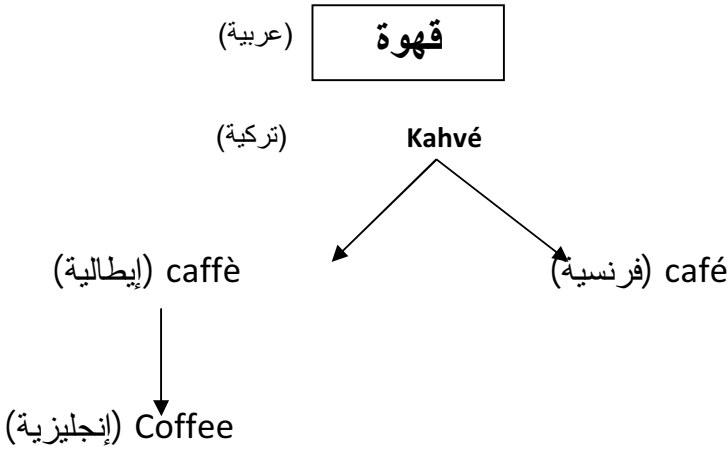 قهوة (عربية)
Kahvé (تركية)
caffè (إيطالية)
café (فرنسية)
Coffee (إنجليزية)